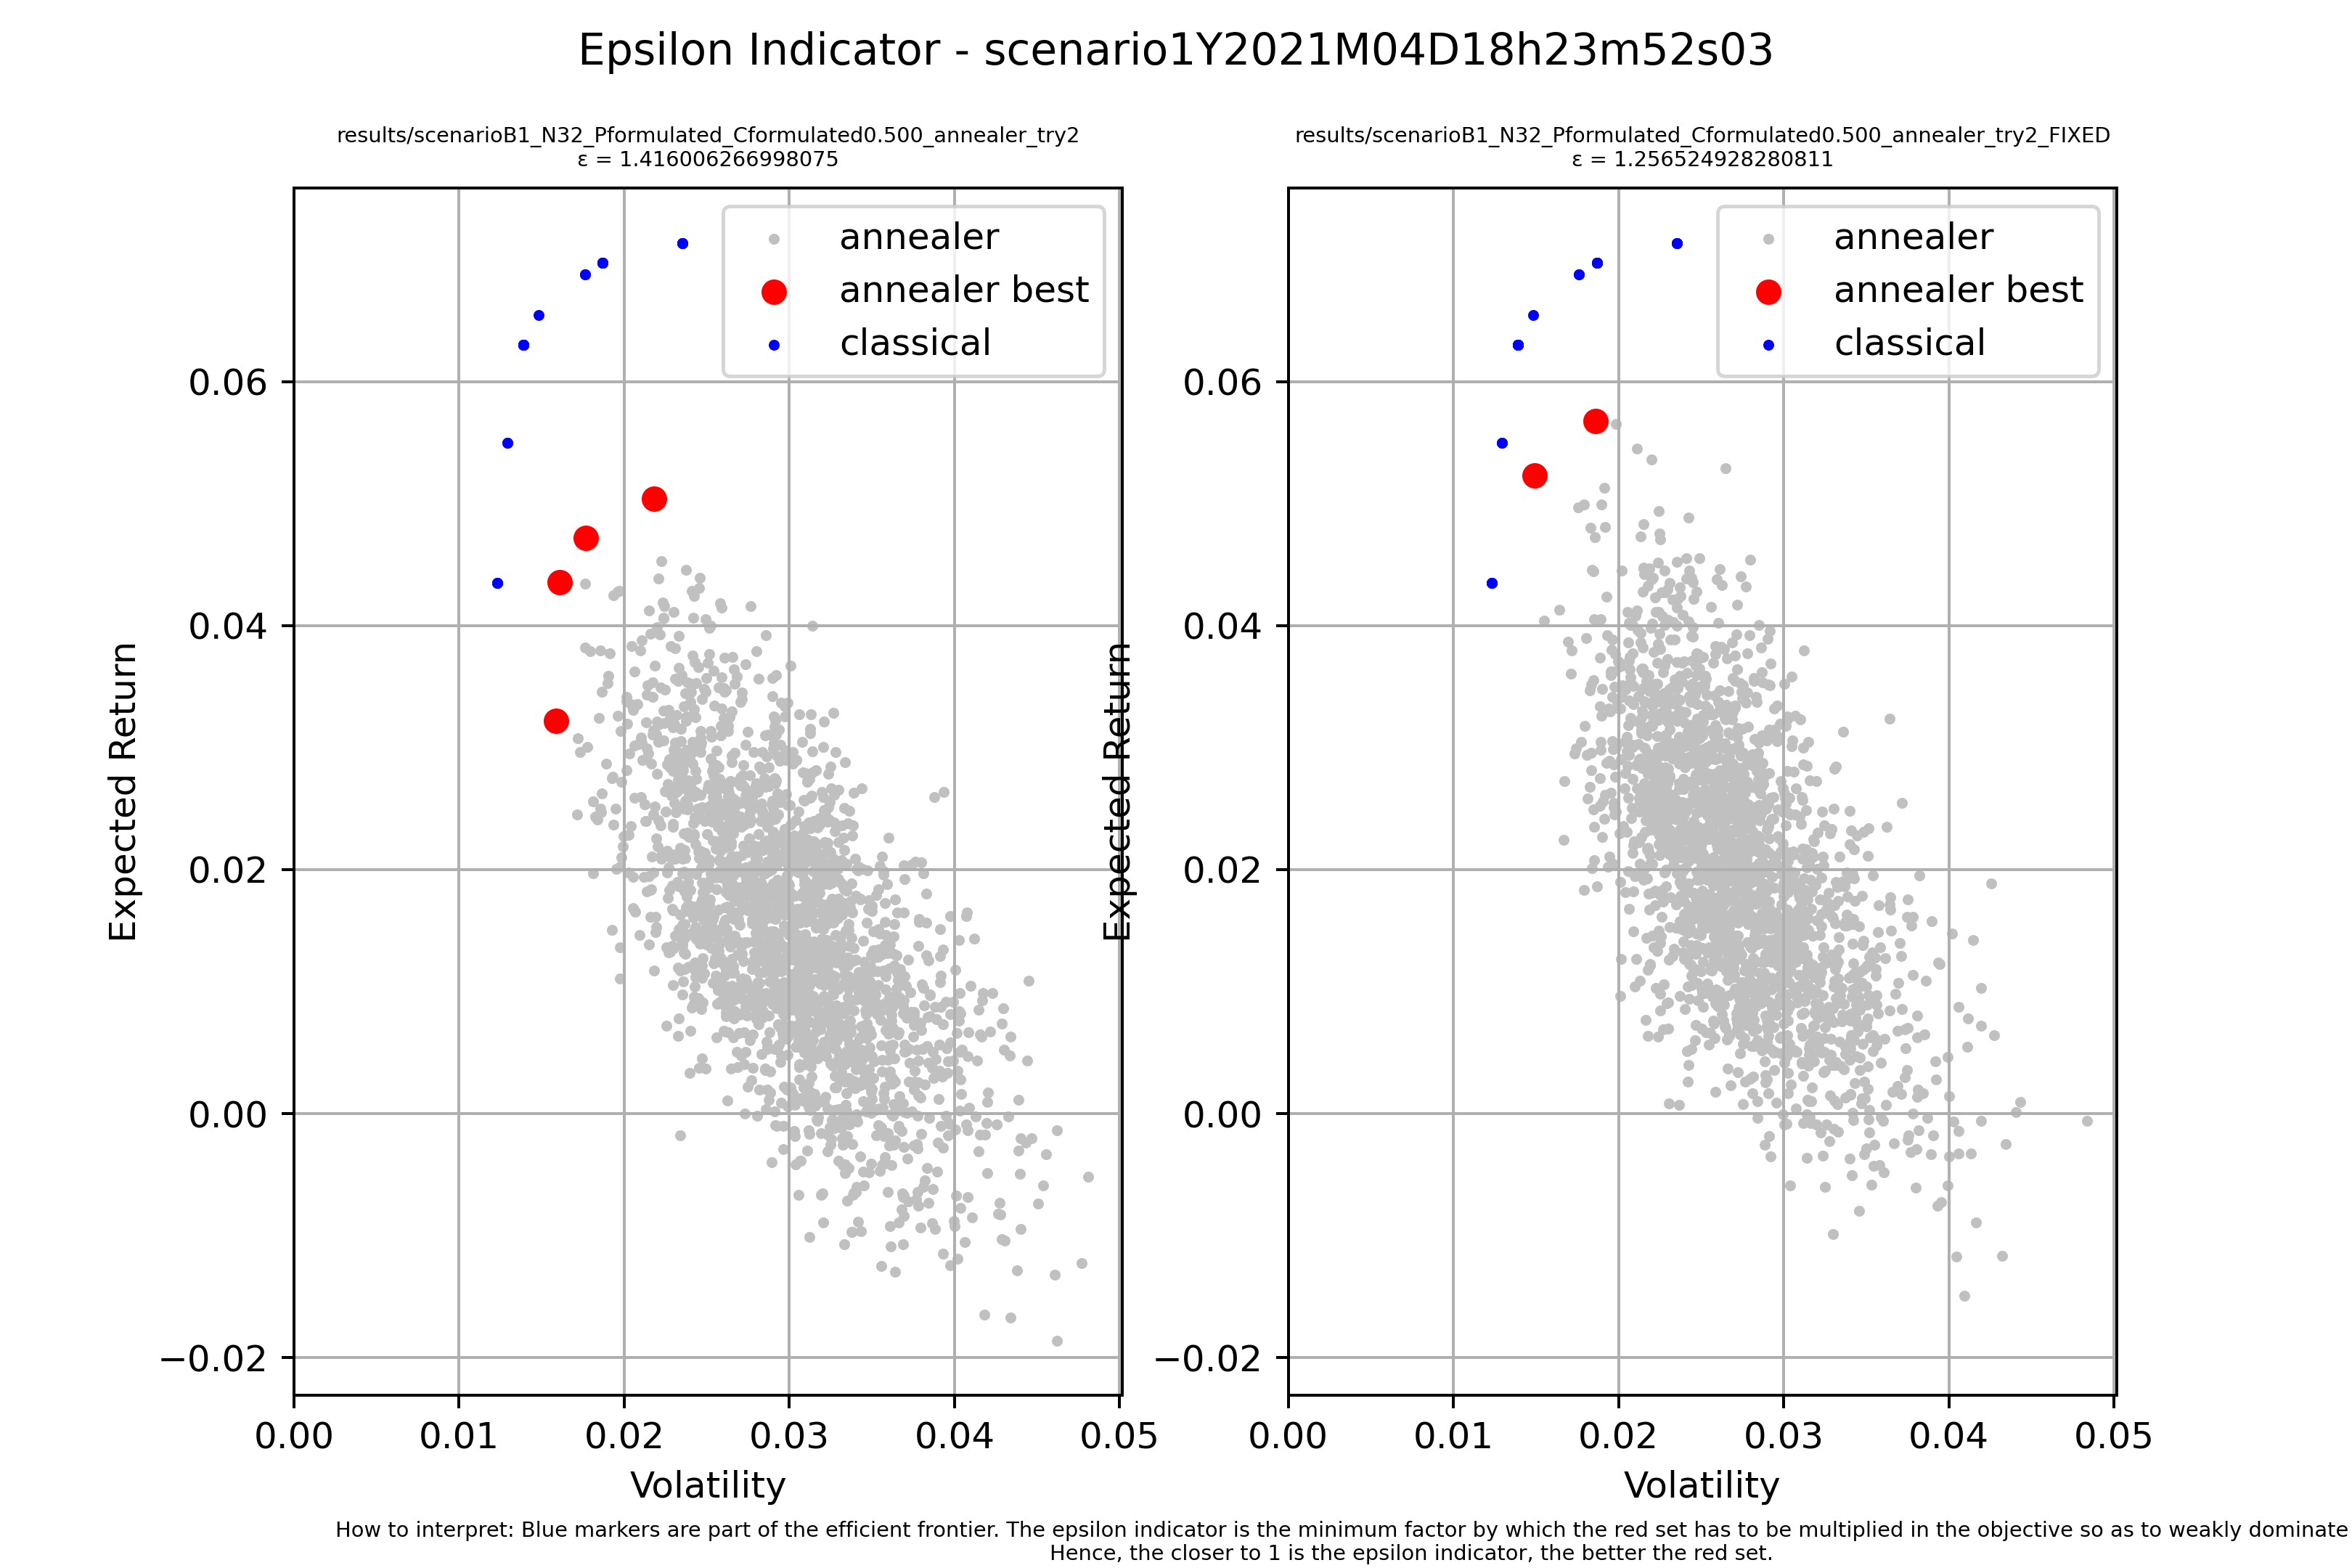 Epsilon Indicator - scenario1Y2021M04D18h23m52s03
results/scenarioB1_N32_Pformulated_Cformulated0.500_annealer_try2
ε = 1.416006266998075
annealer
annealer best
classical
0.06
0.04
0.02
0.00
−0.02
Expected Return
0.00 0.01 0.02 0.03 0.04 0.05
Volatility
results/scenarioB1_N32_Pformulated_Cformulated0.500_annealer_try2_FIXED
ε = 1.256524928280811
annealer
annealer best
classical
0.06
0.04
0.02
0.00
−0.02
Expected Return
0.00 0.01 0.02 0.03 0.04 0.05
Volatility
How to interpret: Blue markers are part of the efficient frontier. The epsilon indicator is the minimum factor by which the red set has to be multiplied in the objective so as to weakly dominate
Hence, the closer to 1 is the epsilon indicator, the better the red set.